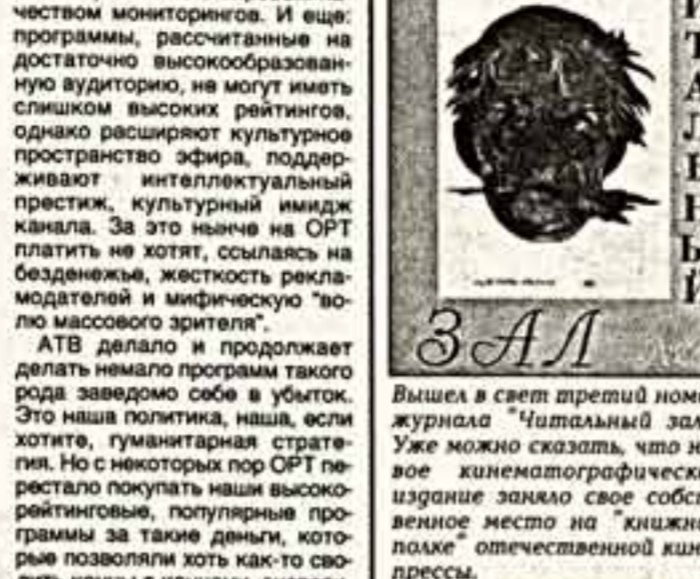 чеством мониторингов. И еще:
программы, рассчитанные на
достаточно высокообразован-
ную аудиторию, не могут иметь
слишком высоких рейтингов,
однако расширяют культурное
пространство эфира, поддер-
живают интеллектуальный
престиж, культурный имидж
канала. За это нынче на ОРТ
платить не хотят, ссылаясь на
безденежье, жесткость рекла-
модателей и мифическую "во-
лю массового зрителя".
АТВ делало и продолжает
делать немало программ такого
рода заведомо себе в убыток.
Это наша политика, наша, если
хотите, гуманитарная страте-
гия. Но с некоторых пор ОРТ пе-
рестало покупать наши высоко-
рейтинговые, популярные про-
граммы за такие деньги, кото-
рые позволяли хоть как-то сво-
ЗАЛ
Вышел в свет третий номе
журнала "Читальный зал
Уже можно сказать, что н
вое кинематографическ
издание заняло свое собс
венное место на "книжно
полке" отечественной кин
прессы.